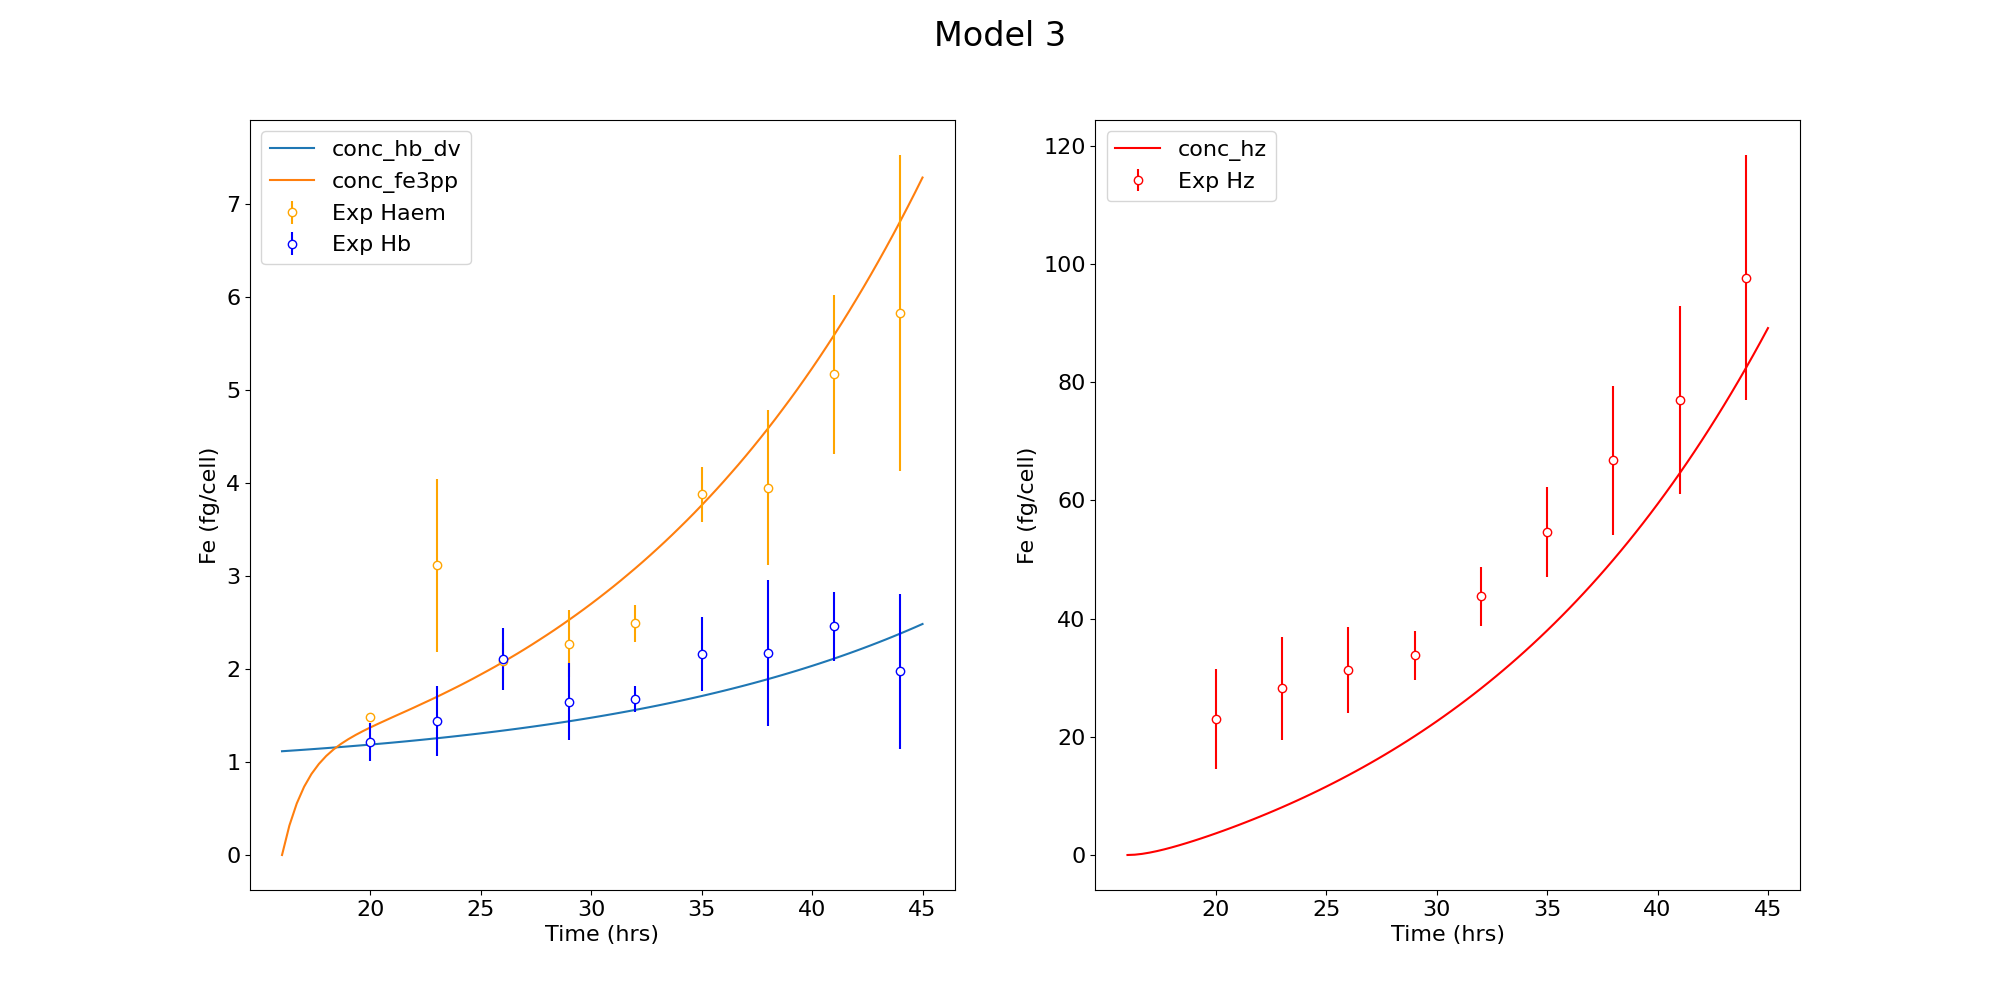 Model 3
conc_hb_dv
conc_fe3pp
Exp Haem
Exp Hb
7
6
5
4
3
2
1
0
Fe (fg/cell)
20 25 30 35 40 45
Time (hrs)
conc_hz
Exp Hz
120
100
80
60
40
20
0
Fe (fg/cell)
20 25 30 35 40 45
Time (hrs)